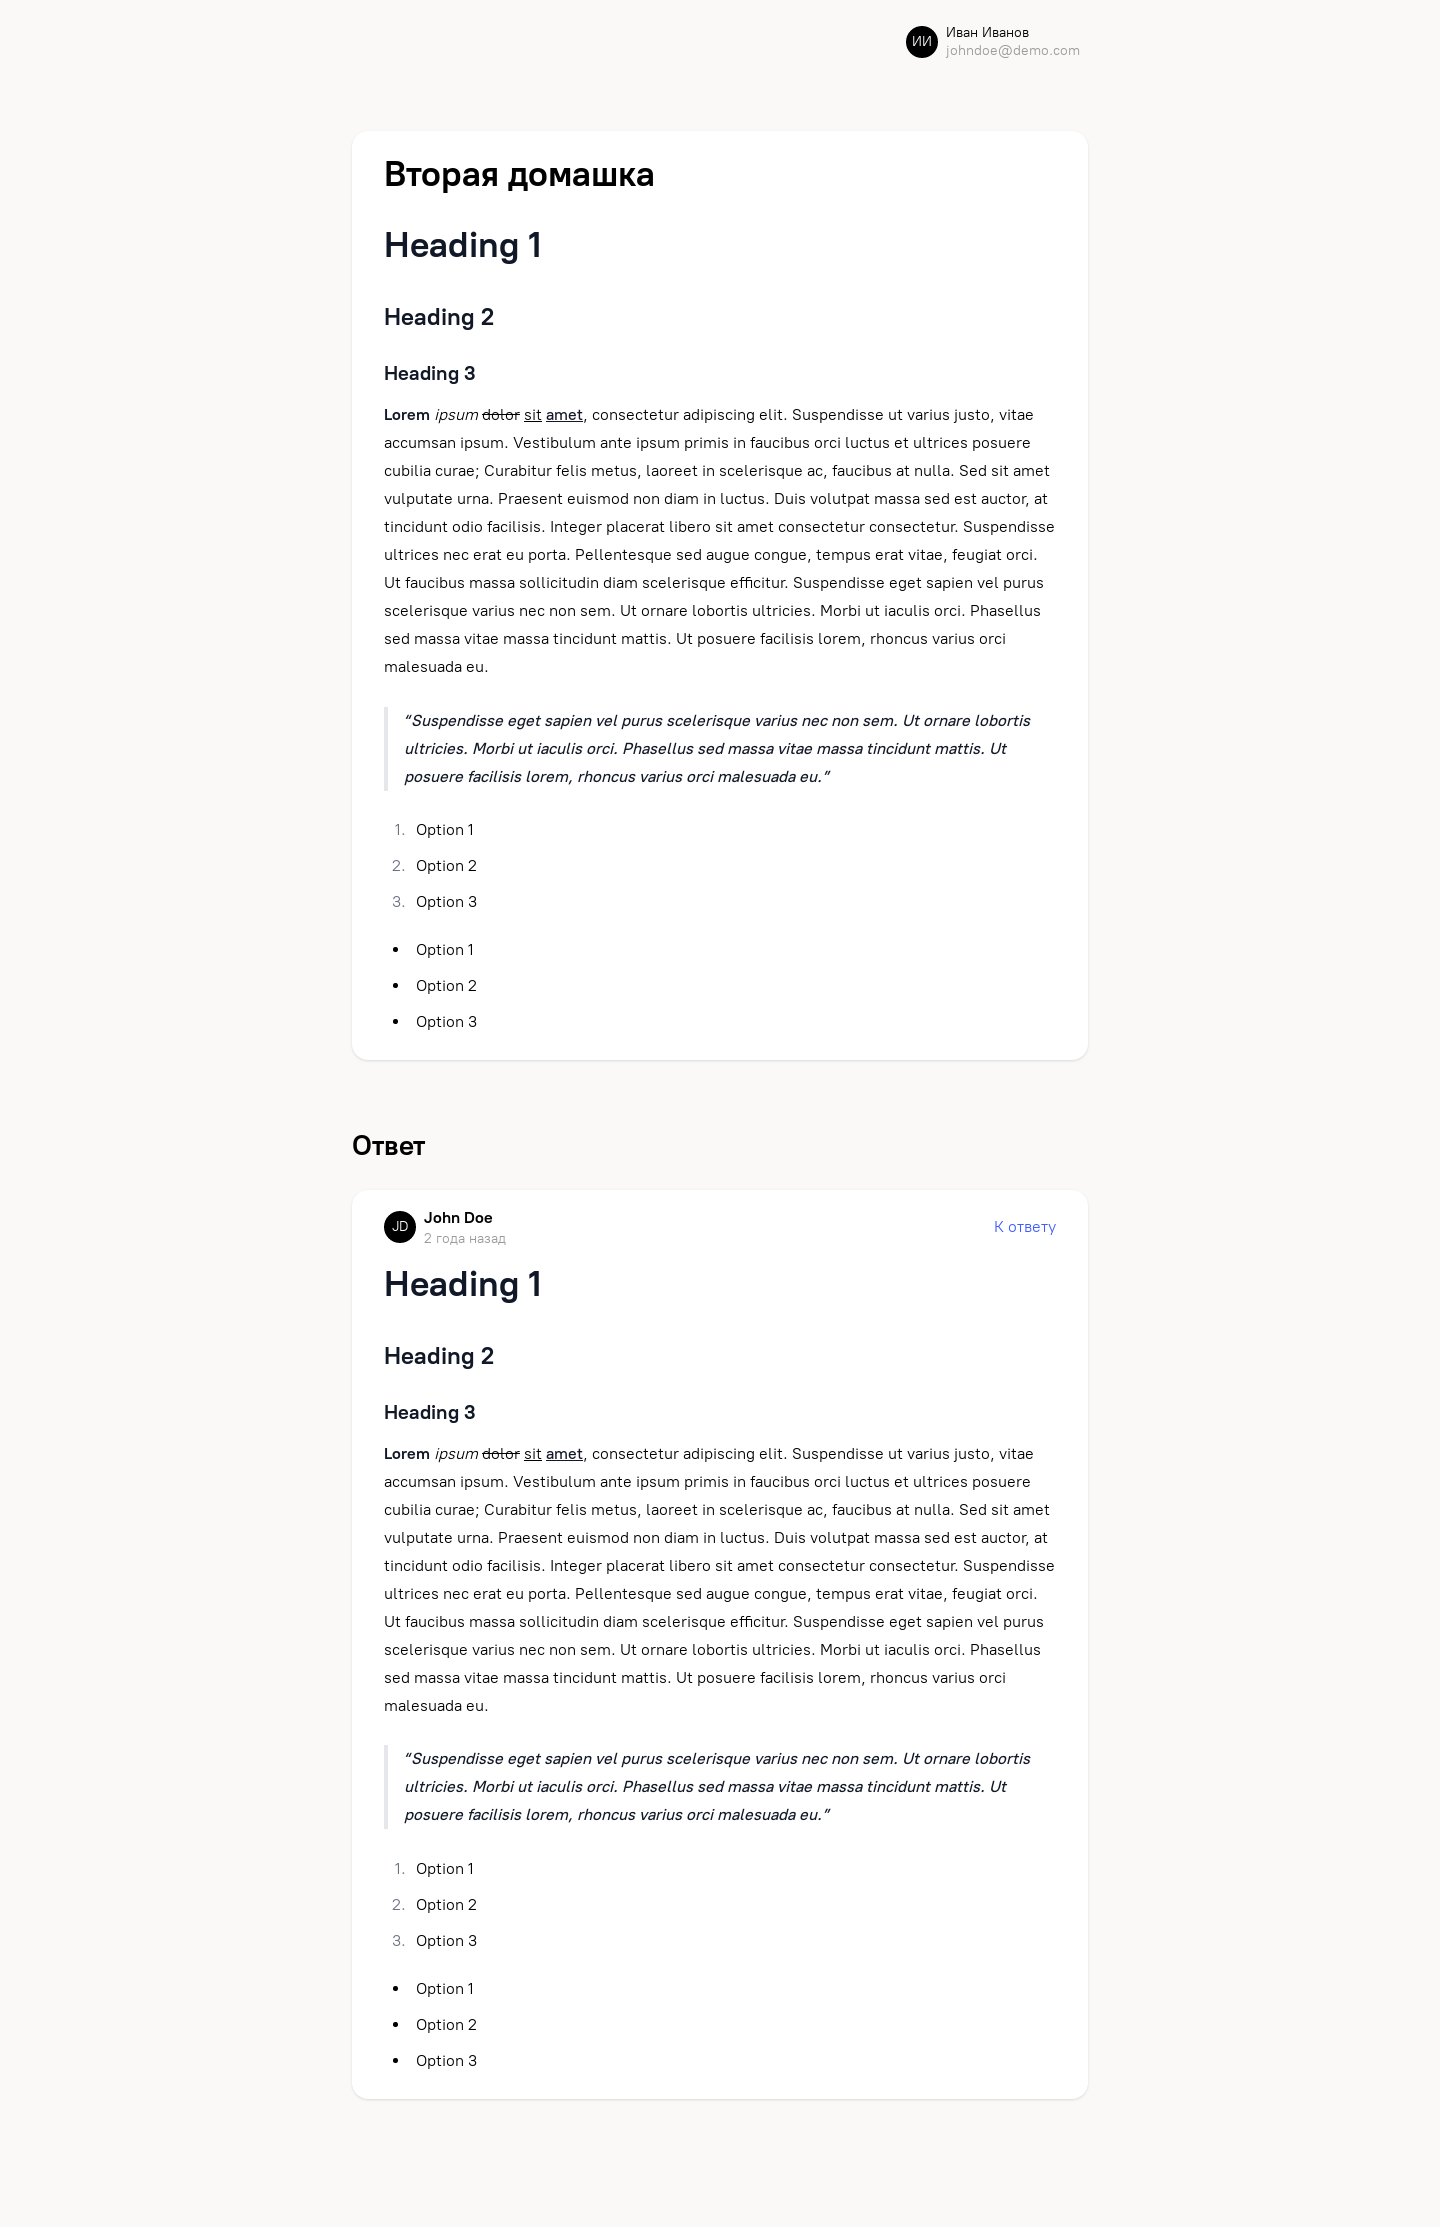 ИИ
Иван Иванов
johndoe@demo.com
Вторая домашка
Heading 1
Heading 2
Heading 3
Lorem ipsum dolor sit amet, consectetur adipiscing elit. Suspendisse ut varius justo, vitae
accumsan ipsum. Vestibulum ante ipsum primis in faucibus orci luctus et ultrices posuere
cubilia curae; Curabitur felis metus, laoreet in scelerisque ac, faucibus at nulla. Sed sit amet
vulputate urna. Praesent euismod non diam in luctus. Duis volutpat massa sed est auctor, at
tincidunt odio facilisis. Integer placerat libero sit amet consectetur consectetur. Suspendisse
ultrices nec erat eu porta. Pellentesque sed augue congue, tempus erat vitae, feugiat orci.
Ut faucibus massa sollicitudin diam scelerisque efficitur. Suspendisse eget sapien vel purus
scelerisque varius nec non sem. Ut ornare lobortis ultricies. Morbi ut iaculis orci. Phasellus
sed massa vitae massa tincidunt mattis. Ut posuere facilisis lorem, rhoncus varius orci
malesuada eu.
“Suspendisse eget sapien vel purus scelerisque varius nec non sem. Ut ornare lobortis
ultricies. Morbi ut iaculis orci. Phasellus sed massa vitae massa tincidunt mattis. Ut
posuere facilisis lorem, rhoncus varius orci malesuada eu.”
1. Option 1
2. Option 2
3. Option 3
• Option 1
• Option 2
• Option 3
Ответ
JD
John Doe
2 года назад
К ответу
Heading 1
Heading 2
Heading 3
Lorem ipsum dolor sit amet, consectetur adipiscing elit. Suspendisse ut varius justo, vitae
accumsan ipsum. Vestibulum ante ipsum primis in faucibus orci luctus et ultrices posuere
cubilia curae; Curabitur felis metus, laoreet in scelerisque ac, faucibus at nulla. Sed sit amet
vulputate urna. Praesent euismod non diam in luctus. Duis volutpat massa sed est auctor, at
tincidunt odio facilisis. Integer placerat libero sit amet consectetur consectetur. Suspendisse
ultrices nec erat eu porta. Pellentesque sed augue congue, tempus erat vitae, feugiat orci.
Ut faucibus massa sollicitudin diam scelerisque efficitur. Suspendisse eget sapien vel purus
scelerisque varius nec non sem. Ut ornare lobortis ultricies. Morbi ut iaculis orci. Phasellus
sed massa vitae massa tincidunt mattis. Ut posuere facilisis lorem, rhoncus varius orci
malesuada eu.
“Suspendisse eget sapien vel purus scelerisque varius nec non sem. Ut ornare lobortis
ultricies. Morbi ut iaculis orci. Phasellus sed massa vitae massa tincidunt mattis. Ut
posuere facilisis lorem, rhoncus varius orci malesuada eu.”
1. Option 1
2. Option 2
3. Option 3
• Option 1
• Option 2
• Option 3